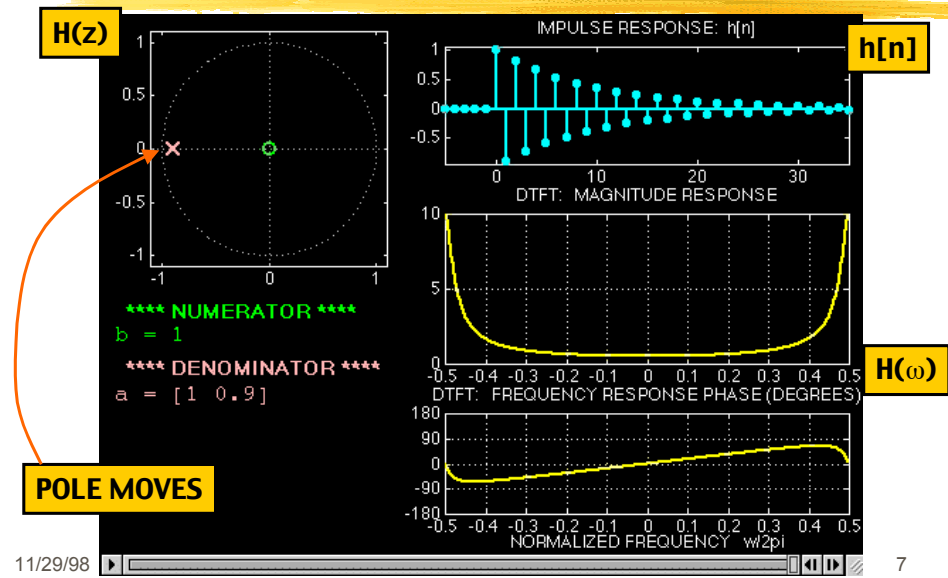 H(z)
1
0.5
0
-0.5
-1
-1 0 1
**** NUMERATOR ****
b = 1
**** DENOMINATOR ****
a = [1 0.9]
POLE MOVES
IMPULSE RESPONSE: h[n]
h[n]
1
0.5
0
-0.5
0 10 20 30
DTFT: MAGNITUDE RESPONSE
10
5
0
-0.5 -0.4 -0.3 -0.2 -0.1 0 0.1 0.2 0.3 0.4 0.5
H(ω)
DTFT: FREQUENCY RESPONSE PHASE (DEGREES)
180
90
0
-90
-180
-0.5 -0.4 -0.3 -0.2 -0.1 0 0.1 0.2 0.3 0.4 0.5
NORMALIZED FREQUENCY w/2pi
11/29/98
7